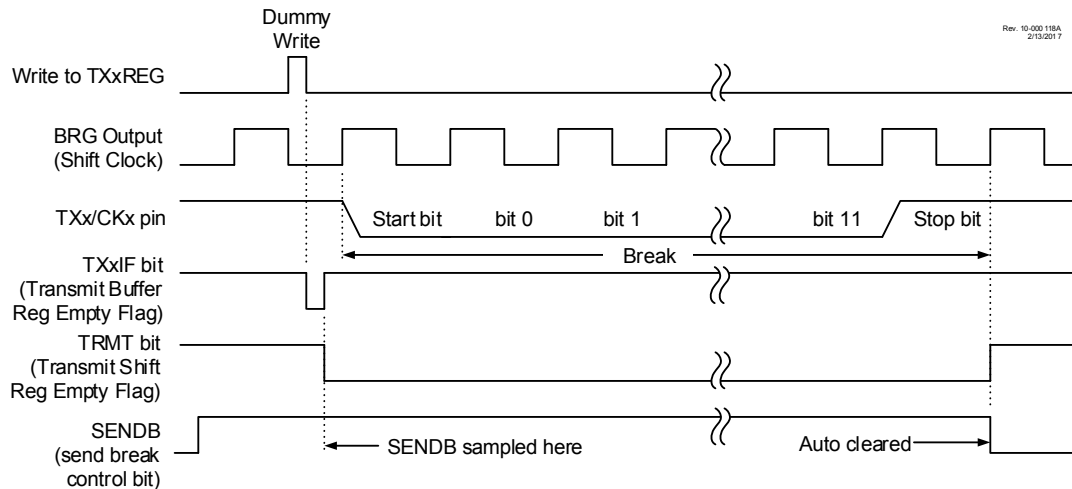 Dummy
Write
Rev. 10-000 118A
2/13/201 7
Write to TXxREG
BRG Output
(Shift Clock)
TXx/CKx pin
Start bit
bit 0
bit 1
bit 11
Stop bit
Break
TXxIF bit
(Transmit Buffer
Reg Empty Flag)
TRMT bit
(Transmit Shift
Reg Empty Flag)
SENDB
(send break
control bit)
SENDB sampled here
Auto cleared